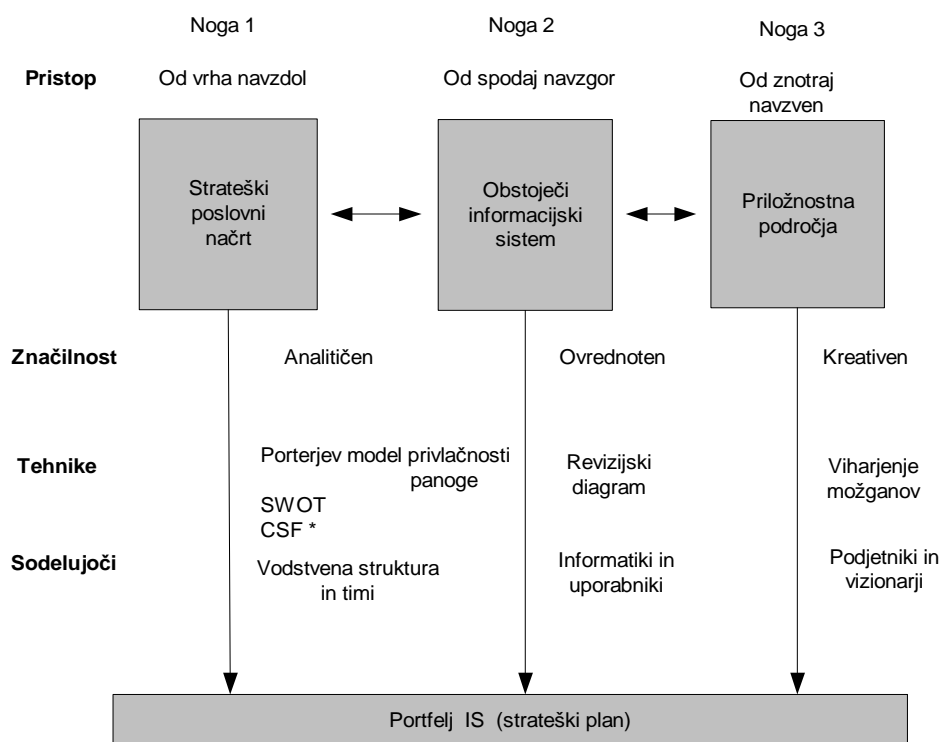 Noga 1
Noga 2
Noga 3
Pristop
Od vrha navzdol
Od spodaj navzgor
Od znotraj
navzven
Strateški
poslovni
načrt
Obstoječi
informacijski
sistem
Priložnostna
področja
Značilnost
Analitičen
Ovrednoten
Kreativen
Tehnike
Porterjev model privlačnosti
panoge
SWOT
CSF *
Revizijski
diagram
Viharjenje
možganov
Sodelujoči
Vodstvena struktura
in timi
Informatiki in
uporabniki
Podjetniki in
vizionarji
Portfelj IS (strateški plan)